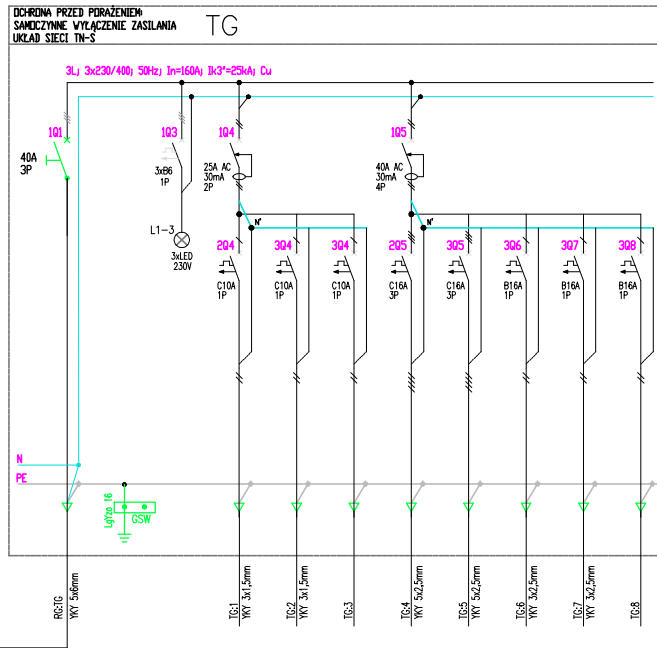 OCHRONA PRZED PORAŻENIEM:
SAMOCZYNNE WYŁĄCZENIE ZASILANIA
UKŁAD SIECI TN-S
TG
3L; 3x230/400; 50Hz; In=160A; Ik3"=25kA; Cu
1Q1
40A
3P
1Q3
3xB6
1P
L1-3
3xLED
230V
1Q4
25A AC
30mA
2P
1Q5
40A AC
30mA
4P
N'
N'
2Q4
C10A
1P
3Q4
C10A
1P
3Q4
C10A
1P
2Q5
C16A
3P
3Q5
C16A
3P
3Q6
B16A
1P
3Q7
B16A
1P
3Q8
B16A
1P
N
PE
LgYżo 16
GSW
RG:TG
YKY 5x6mm
TG:1
YKY 3x1,5mm
TG:2
YKY 3x1,5mm
TG:3
TG:4
YKY 5x2,5mm
TG:5
YKY 5x2,5mm
TG:6
YKY 3x2,5mm
TG:7
YKY 3x2,5mm
TG:8